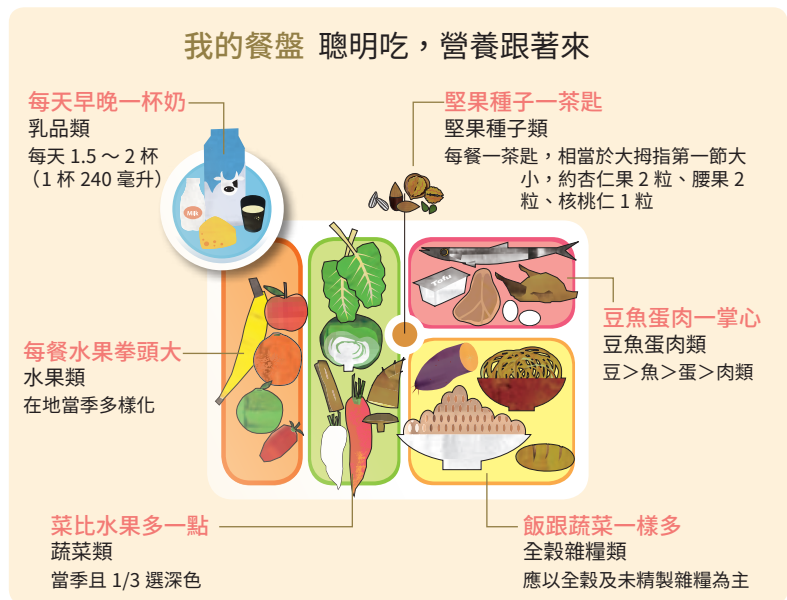 我的餐盤 聰明吃，營養跟著來
每天早晚一杯奶
乳品類
每天 1.5 ～ 2 杯
（1 杯 240 毫升）
堅果種子一茶匙
堅果種子類
每餐一茶匙，相當於大拇指第一節大
小，約杏仁果 2 粒、腰果 2
粒、核桃仁 1 粒
Milk
Tofu
豆魚蛋肉一掌心
豆魚蛋肉類
豆＞魚＞蛋＞肉類
每餐水果拳頭大
水果類
在地當季多樣化
菜比水果多一點
蔬菜類
當季且 1/3 選深色
飯跟蔬菜一樣多
全穀雜糧類
應以全穀及未精製雜糧為主